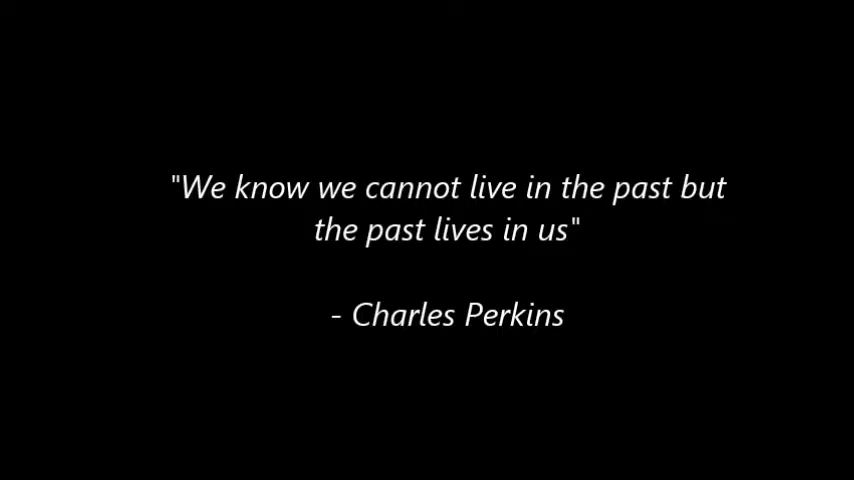 "We know we cannot live in the past but
the past lives in us"
- Charles Perkins